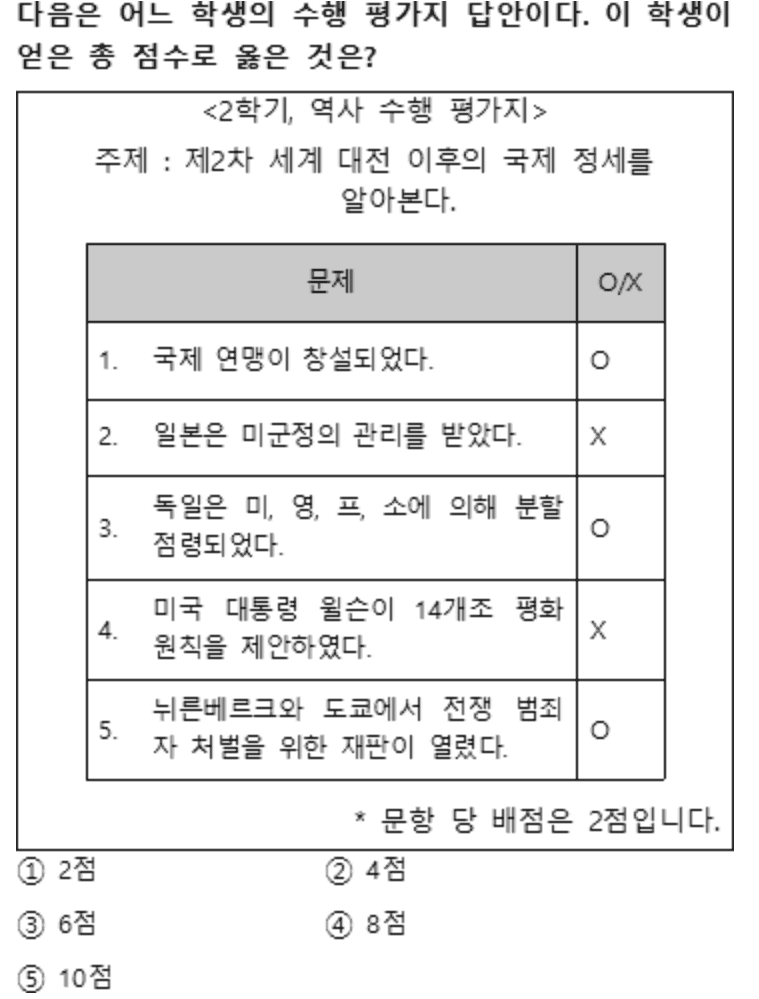 다음은 어느 학생의 수행 평가지 답안이다. 이 학생이
얻은 총 점수로 옳은 것은?
<2학기, 역사 수행 평가지>
주제 : 제2차 세계 대전 이후의 국제 정세를
알아본다.
문제 O/X
1. 국제 연맹이 창설되었다. O
2. 일본은 미군정의 관리를 받았다. X
3. 독일은 미, 영, 프, 소에 의해 분할
점령되었다. O
4. 미국 대통령 윌슨이 14개조 평화
원칙을 제안하였다. X
5. 뉘른베르크와 도쿄에서 전쟁 범죄
자 처벌을 위한 재판이 열렸다. O
* 문항 당 배점은 2점입니다.
① 2점 ② 4점
③ 6점 ④ 8점
⑤ 10점